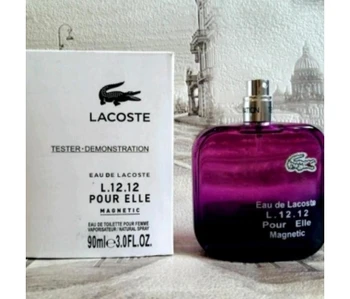 LACOSTE
TESTER-DEMONSTRATION
EAU DE LACOSTE
L.12.12
POUR ELLE
MAGNETIC
EAU DE TOILETTE POUR FEMME
VAPORISATEUR/NATURAL SPRAY
90ml℮3.0FL.OZ.
Eau de Lacoste
L.12.12
Pour Elle
Magnetic